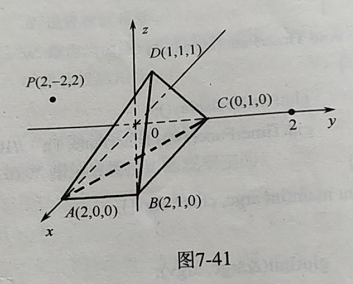 z
D(1,1,1)
P(2,-2,2)
C(0,1,0)
0
2
y
A(2,0,0)
B(2,1,0)
x
图7-41